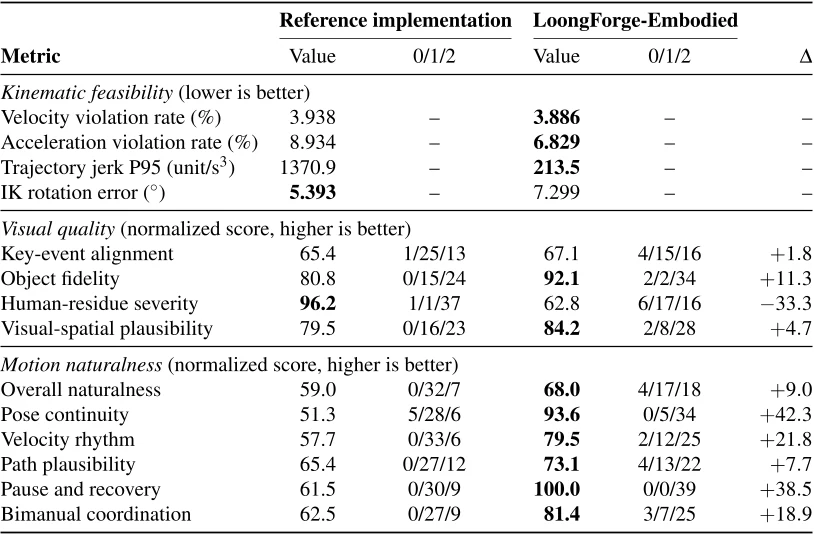 Reference implementation LoongForge-Embodied
Metric Value 0/1/2 Value 0/1/2 Δ
Kinematic feasibility (lower is better)
Velocity violation rate (%) 3.938 – 3.886 – –
Acceleration violation rate (%) 8.934 – 6.829 – –
Trajectory jerk P95 (unit/s³) 1370.9 – 213.5 – –
IK rotation error (°) 5.393 – 7.299 – –
Visual quality (normalized score, higher is better)
Key-event alignment 65.4 1/25/13 67.1 4/15/16 +1.8
Object fidelity 80.8 0/15/24 92.1 2/2/34 +11.3
Human-residue severity 96.2 1/1/37 62.8 6/17/16 −33.3
Visual-spatial plausibility 79.5 0/16/23 84.2 2/8/28 +4.7
Motion naturalness (normalized score, higher is better)
Overall naturalness 59.0 0/32/7 68.0 4/17/18 +9.0
Pose continuity 51.3 5/28/6 93.6 0/5/34 +42.3
Velocity rhythm 57.7 0/33/6 79.5 2/12/25 +21.8
Path plausibility 65.4 0/27/12 73.1 4/13/22 +7.7
Pause and recovery 61.5 0/30/9 100.0 0/0/39 +38.5
Bimanual coordination 62.5 0/27/9 81.4 3/7/25 +18.9